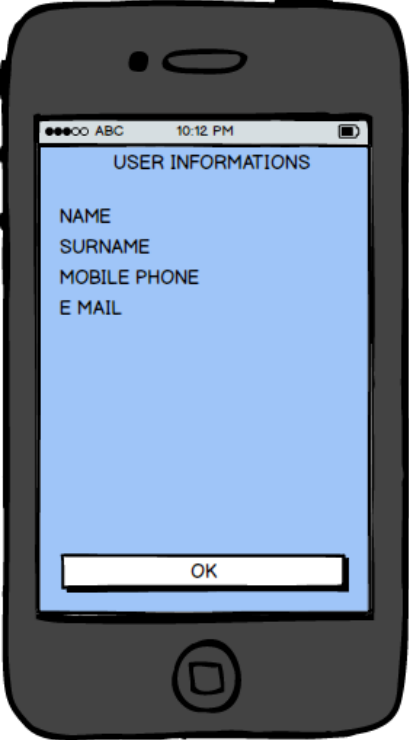 ABC 10:12 PM
USER INFORMATIONS
NAME
SURNAME
MOBILE PHONE
E MAIL
OK